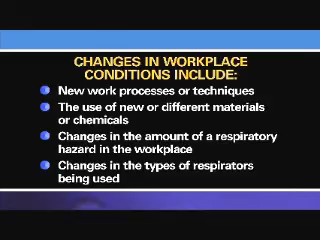 CHANGES IN WORKPLACE
CONDITIONS INCLUDE:
New work processes or techniques
The use of new or different materials
or chemicals
Changes in the amount of a respiratory
hazard in the workplace
Changes in the types of respirators
being used